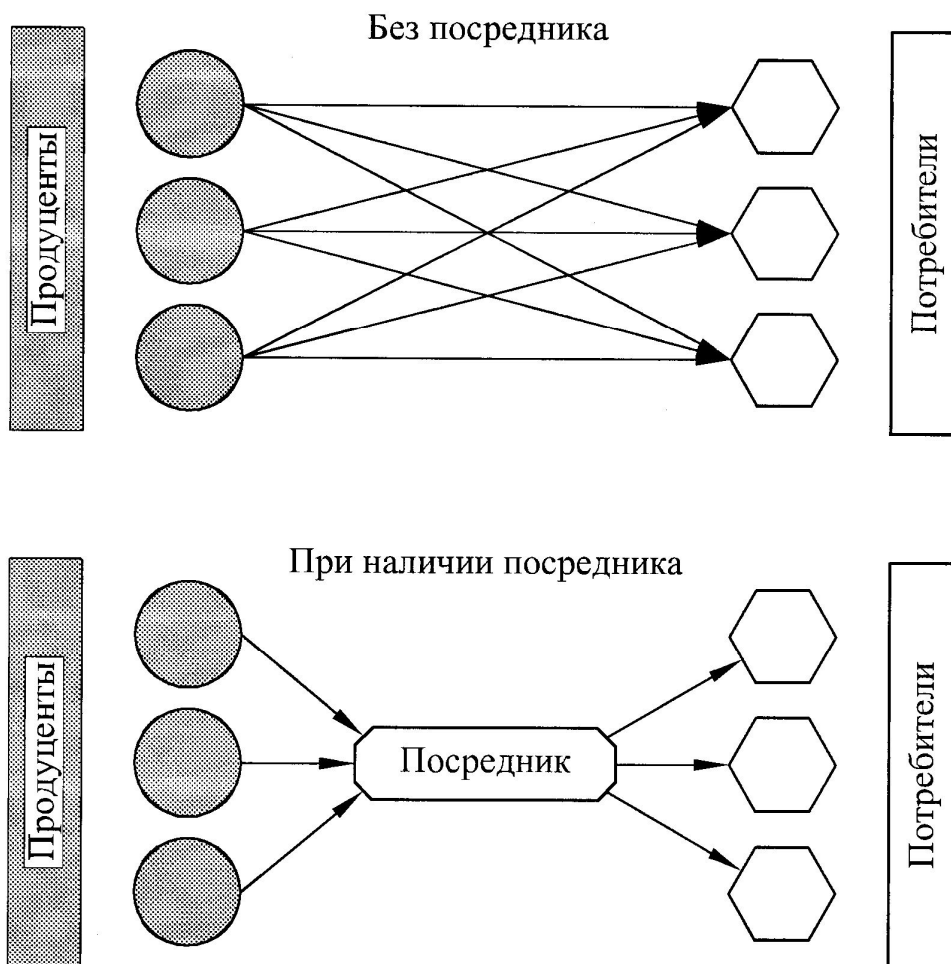 Без посредника
Продуценты
Потребители
При наличии посредника
Продуценты
Посредник
Потребители